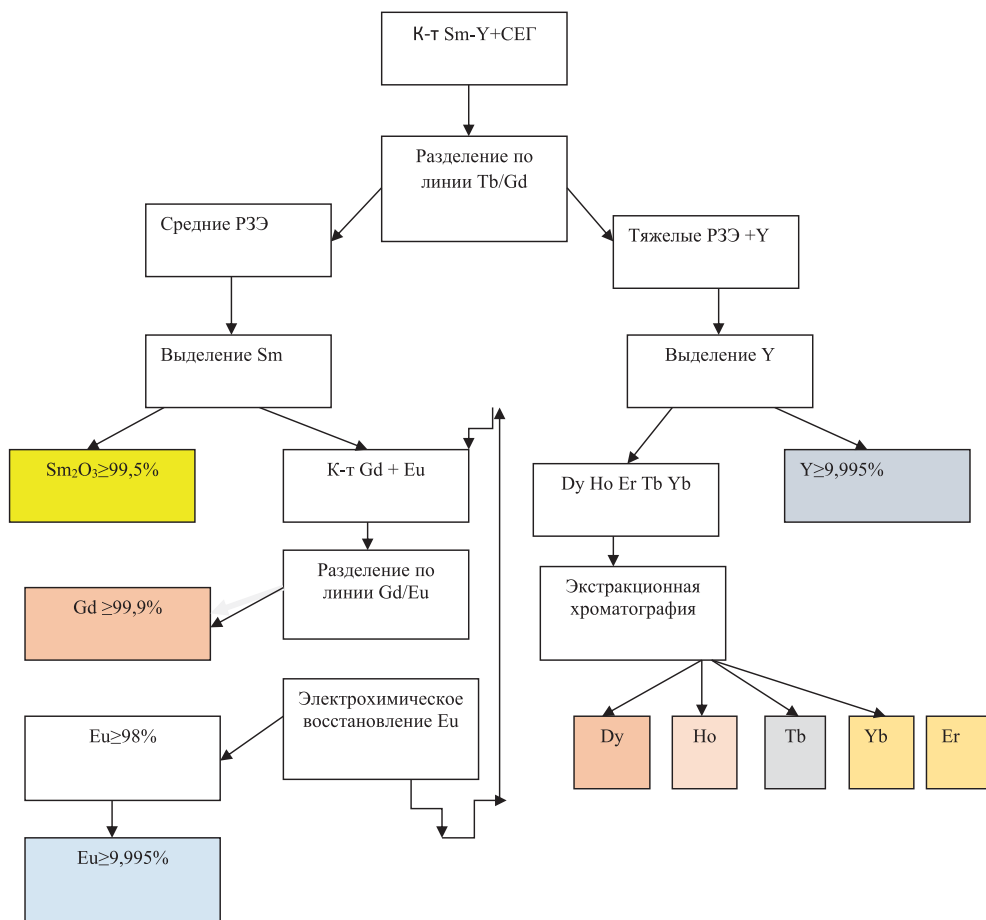 К-т Sm-Y+СЕГ
Разделение по
линии Tb/Gd
Средние РЗЭ
Тяжелые РЗЭ +Y
Выделение Sm
Выделение Y
Sm₂O₃≥99,5%
К-т Gd + Eu
Dy Ho Er Tb Yb
Y≥9,995%
Разделение по
линии Gd/Eu
Экстракционная
хроматография
Gd ≥99,9%
Электрохимическое
восстановление Eu
Eu≥98%
Dy
Ho
Tb
Yb
Er
Eu≥9,995%